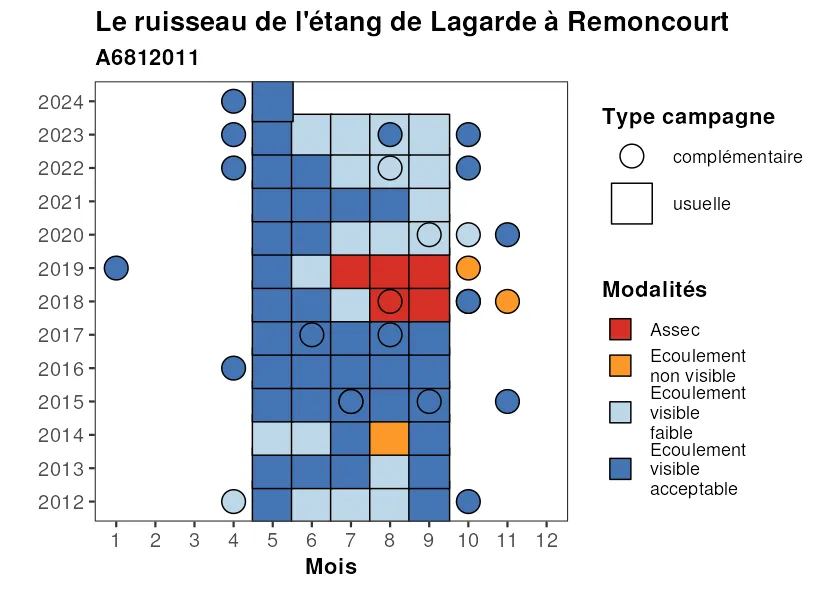 Le ruisseau de l'étang de Lagarde à Remoncourt
A6812011
2024
2023
2022
2021
2020
2019
2018
2017
2016
2015
2014
2013
2012
1 2 3 4 5 6 7 8 9 10 11 12
Mois
Type campagne
complémentaire
usuelle
Modalités
Assec
Ecoulement
non visible
Ecoulement
visible
faible
Ecoulement
visible
acceptable